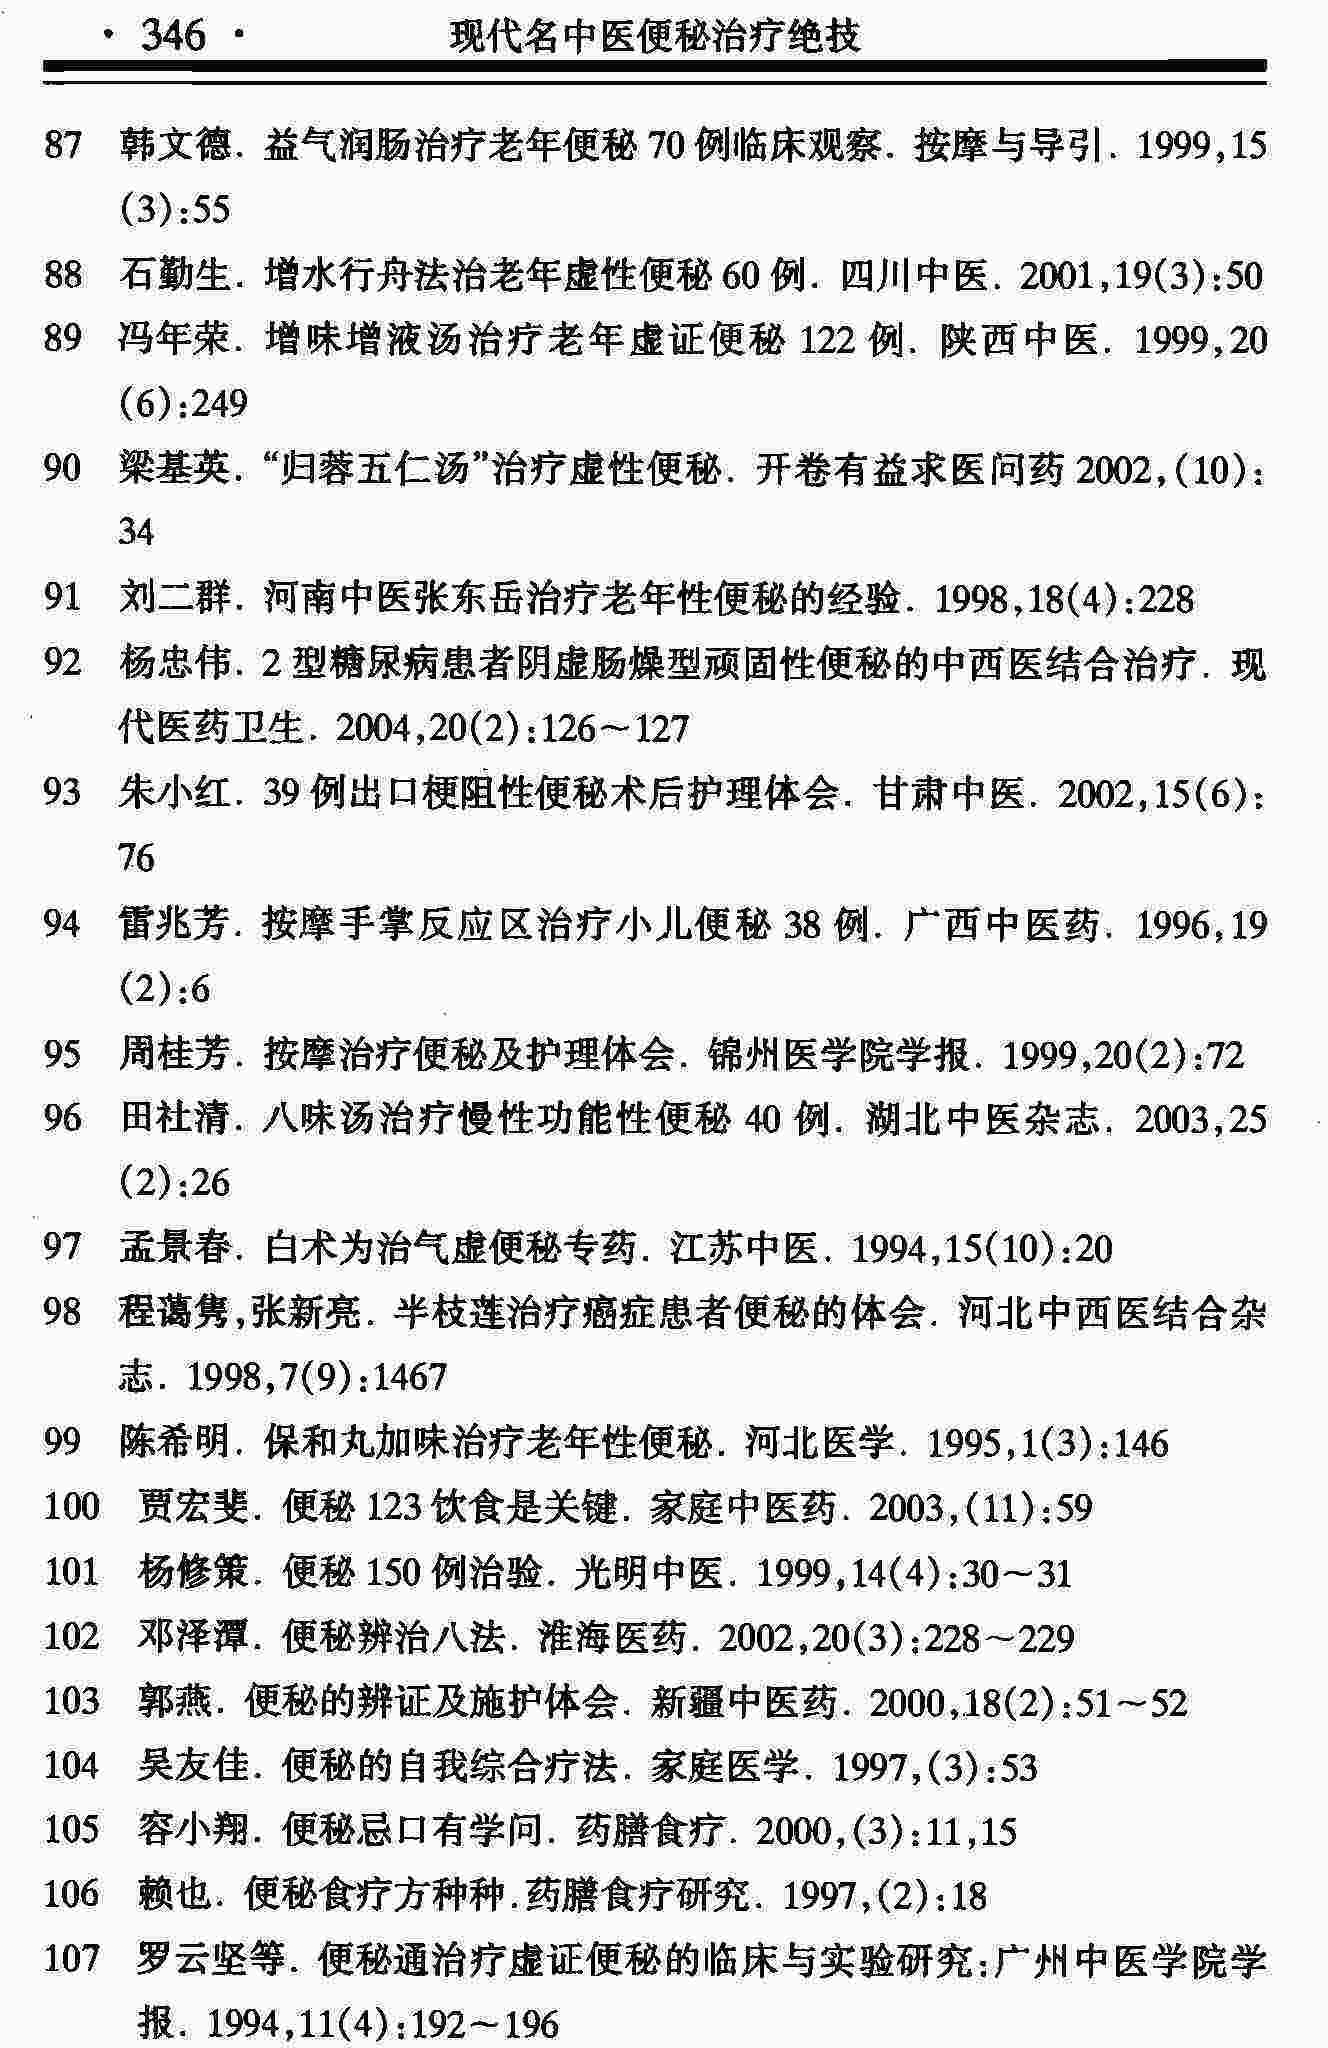 · 346 · 现代名中医便秘治疗绝技
87 韩文德. 益气润肠治疗老年便秘 70 例临床观察. 按摩与导引. 1999,15
(3):55
88 石勤生. 增水行舟法治老年虚性便秘 60 例. 四川中医. 2001,19(3):50
89 冯年荣. 增味增液汤治疗老年虚证便秘 122 例. 陕西中医. 1999,20
(6):249
90 梁基英. “归蓉五仁汤”治疗虚性便秘. 开卷有益求医问药 2002,(10):
34
91 刘二群. 河南中医张东岳治疗老年性便秘的经验. 1998,18(4):228
92 杨忠伟. 2 型糖尿病患者阴虚肠燥型顽固性便秘的中西医结合治疗. 现
代医药卫生. 2004,20(2):126~127
93 朱小红. 39 例出口梗阻性便秘术后护理体会. 甘肃中医. 2002,15(6):
76
94 雷兆芳. 按摩手掌反应区治疗小儿便秘 38 例. 广西中医药. 1996,19
(2):6
95 周桂芳. 按摩治疗便秘及护理体会. 锦州医学院学报. 1999,20(2):72
96 田社清. 八味汤治疗慢性功能性便秘 40 例. 湖北中医杂志. 2003,25
(2):26
97 孟景春. 白术为治气虚便秘专药. 江苏中医. 1994,15(10):20
98 程蔼隽,张新亮. 半枝莲治疗癌症患者便秘的体会. 河北中西医结合杂
志. 1998,7(9):1467
99 陈希明. 保和丸加味治疗老年性便秘. 河北医学. 1995,1(3):146
100 贾宏斐. 便秘 123 饮食是关键. 家庭中医药. 2003,(11):59
101 杨修策. 便秘 150 例治验. 光明中医. 1999,14(4):30~31
102 邓泽潭. 便秘辨治八法. 淮海医药. 2002,20(3):228~229
103 郭燕. 便秘的辨证及施护体会. 新疆中医药. 2000,18(2):51~52
104 吴友佳. 便秘的自我综合疗法. 家庭医学. 1997,(3):53
105 容小翔. 便秘忌口有学问. 药膳食疗. 2000,(3):11,15
106 赖也. 便秘食疗方种种.药膳食疗研究. 1997,(2):18
107 罗云坚等. 便秘通治疗虚证便秘的临床与实验研究:广州中医学院学
报. 1994,11(4):192~196